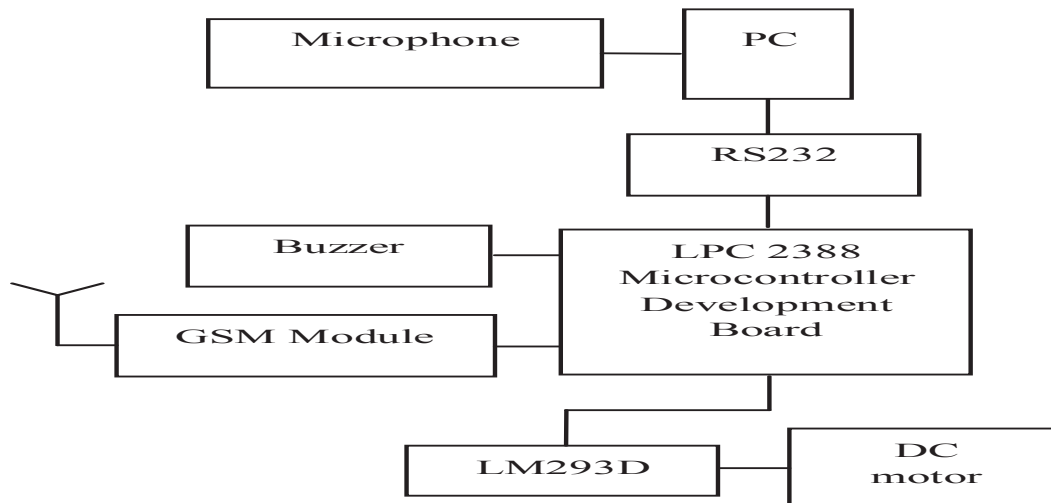 Microphone
PC
RS232
Buzzer
LPC 2388
Microcontroller
Development
Board
GSM Module
LM293D
DC
motor